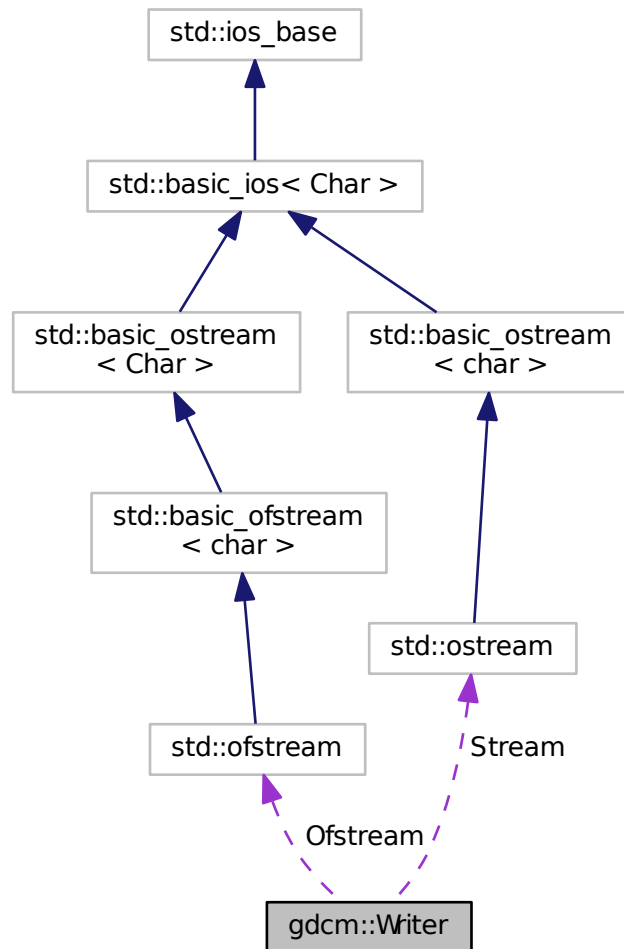 std::ios_base
std::basic_ios< Char >
std::basic_ostream
< Char >
std::basic_ostream
< char >
std::basic_ofstream
< char >
std::ostream
std::ofstream
Stream
Ofstream
gdcm::Writer